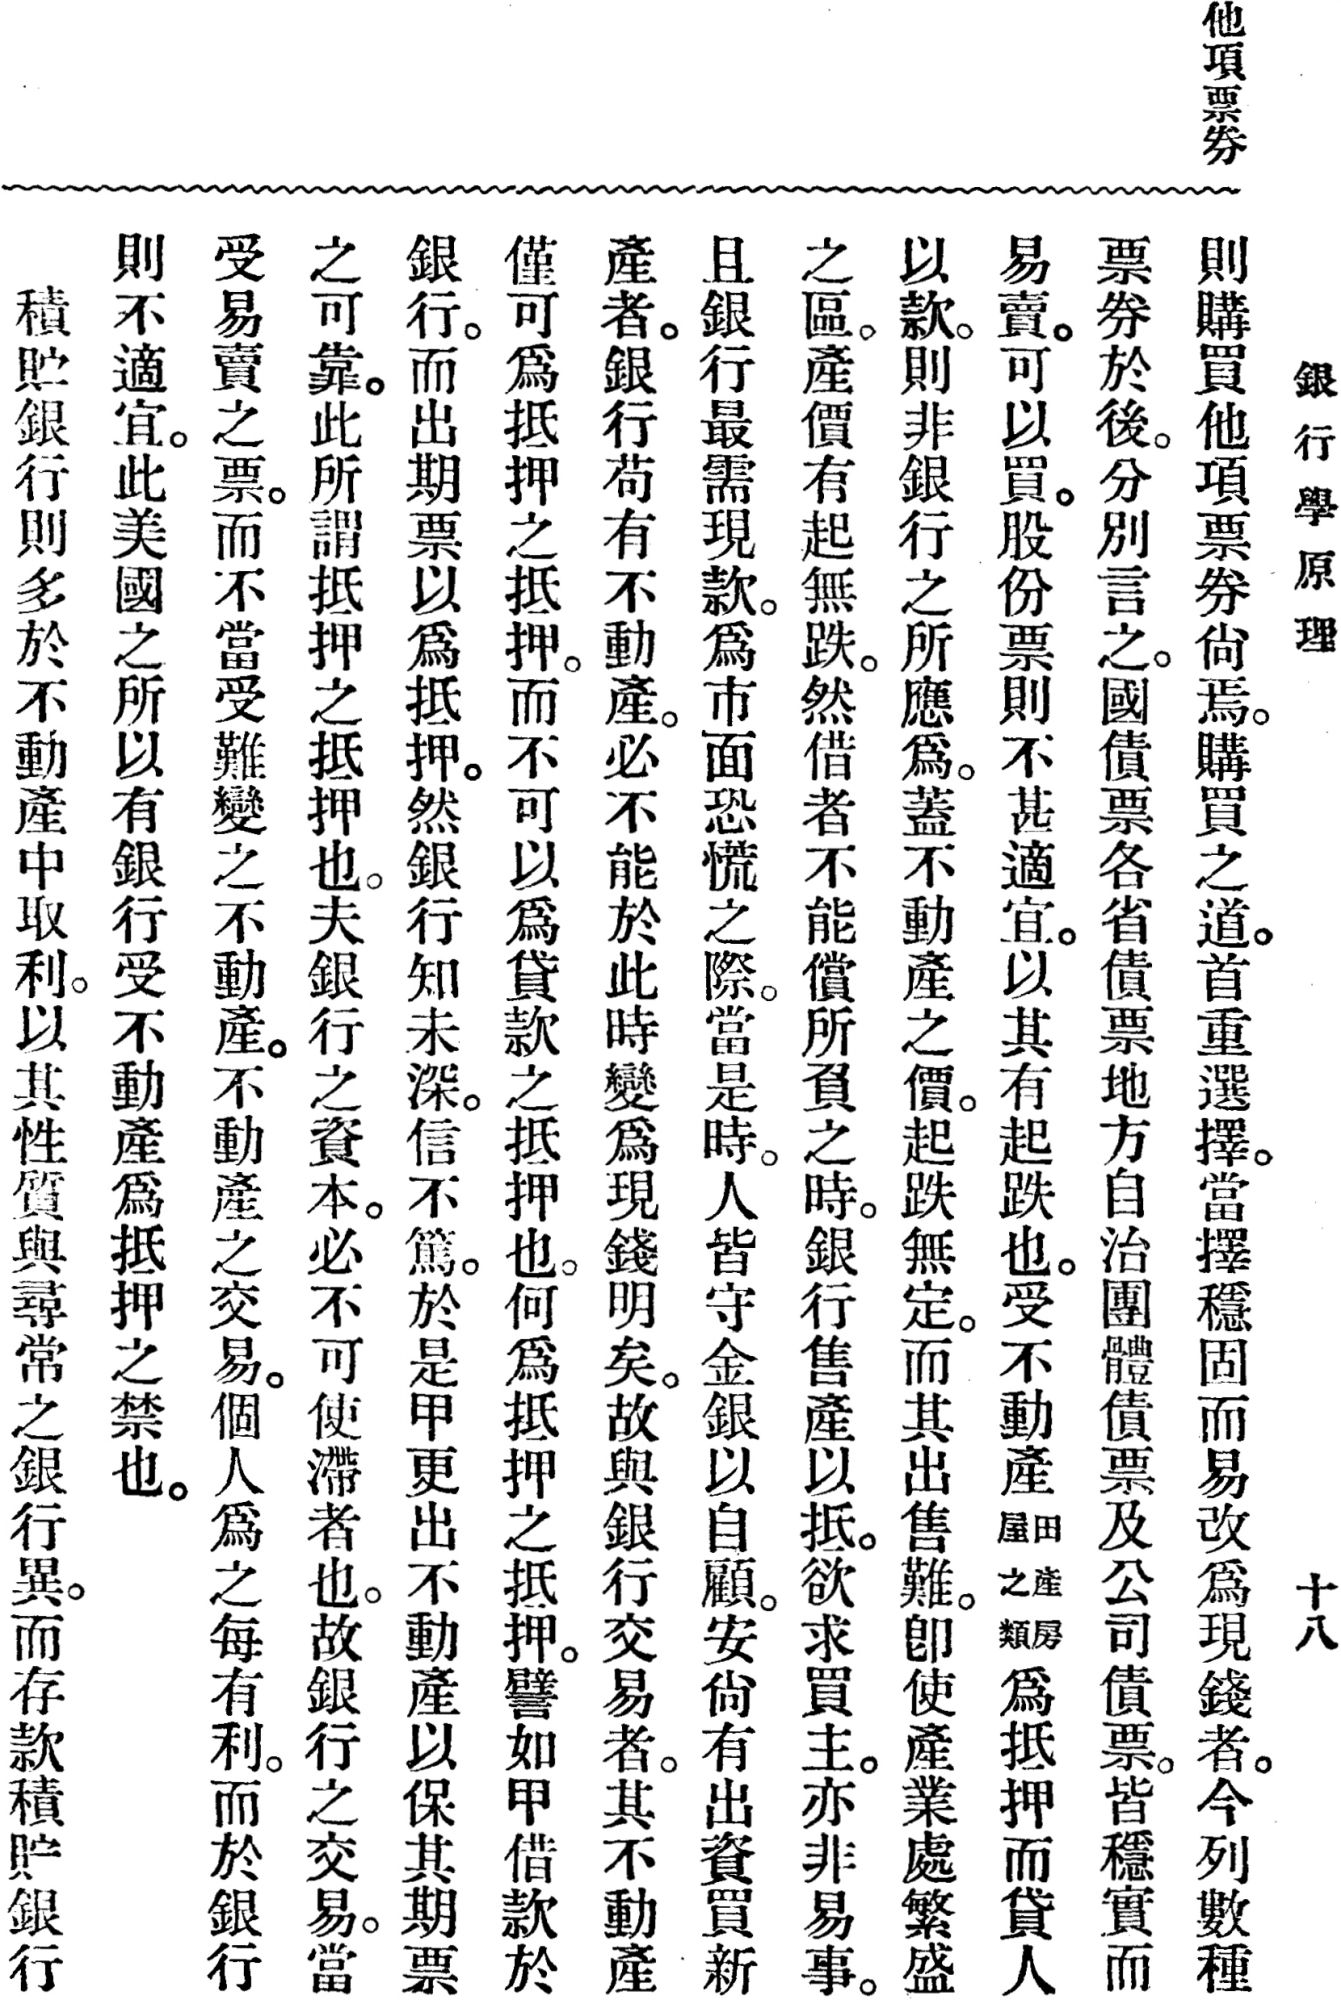 銀行學原理
十八
他項票券
則購買他項票券尙焉。購買之道。首重選擇。當擇穩固而易改爲現錢者。今列數種
票券於後。分別言之。國債票各省債票地方自治團體債票及公司債票。皆穩實而
易賣。可以買。股份票則不甚適宜。以其有起跌也。受不動產田產房屋之類爲抵押而貸人
以款。則非銀行之所應爲。蓋不動產之價。起跌無定。而其出售難。卽使產業處繁盛
之區。產價有起無跌。然借者不能償所負之時。銀行售產以抵。欲求買主。亦非易事。
且銀行最需現款。爲市面恐慌之際。當是時。人皆守金銀以自顧。安尙有出資買新
產者。銀行苟有不動產。必不能於此時變爲現錢明矣。故與銀行交易者。其不動產
僅可爲抵押之抵押。而不可以爲貸款之抵押也。何爲抵押之抵押。譬如甲借款於
銀行。而出期票以爲抵押。然銀行知未深。信不篤。於是甲更出不動產以保其期票
之可靠。此所謂抵押之抵押也。夫銀行之資本。必不可使滯者也。故銀行之交易。當
受易賣之票。而不當受難變之不動產。不動產之交易。個人爲之每有利。而於銀行
則不適宜。此美國之所以有銀行受不動產爲抵押之禁也。
積貯銀行則多於不動產中取利。以其性質與尋常之銀行異。而存款積貯銀行